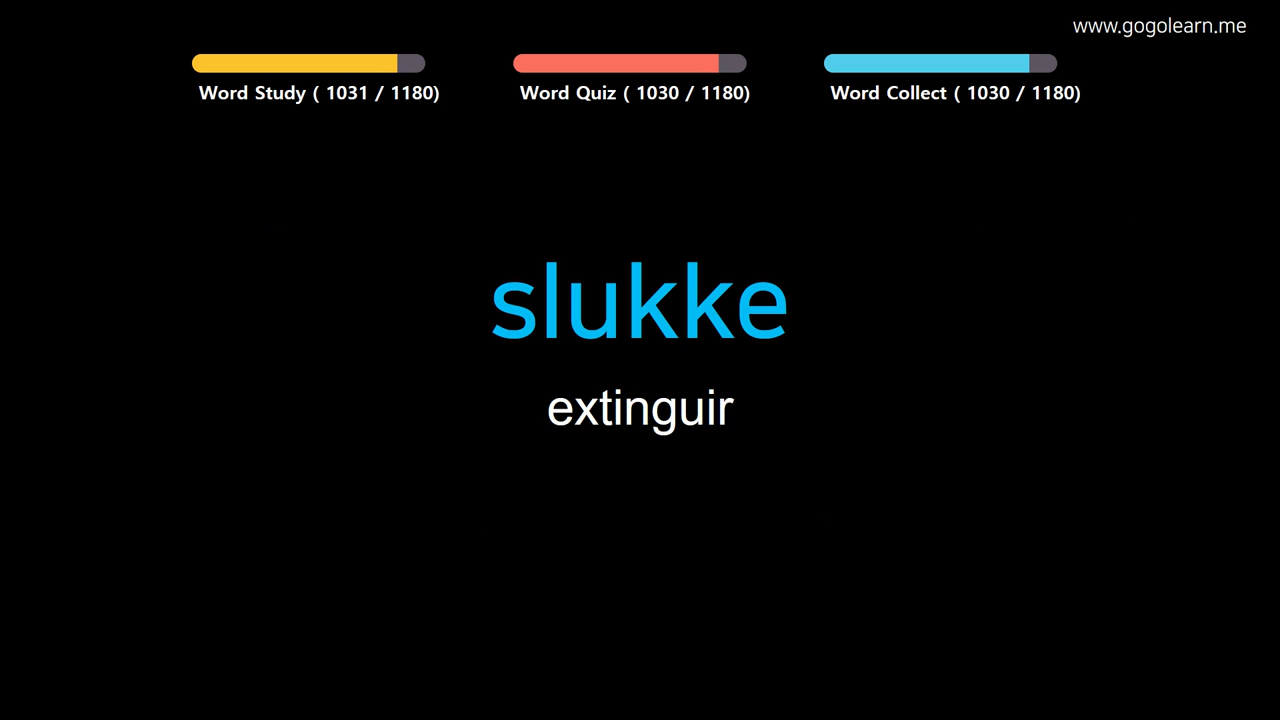 www.gogolearn.me
Word Study ( 1031 / 1180)
Word Quiz ( 1030 / 1180)
Word Collect ( 1030 / 1180)
slukke
extinguir